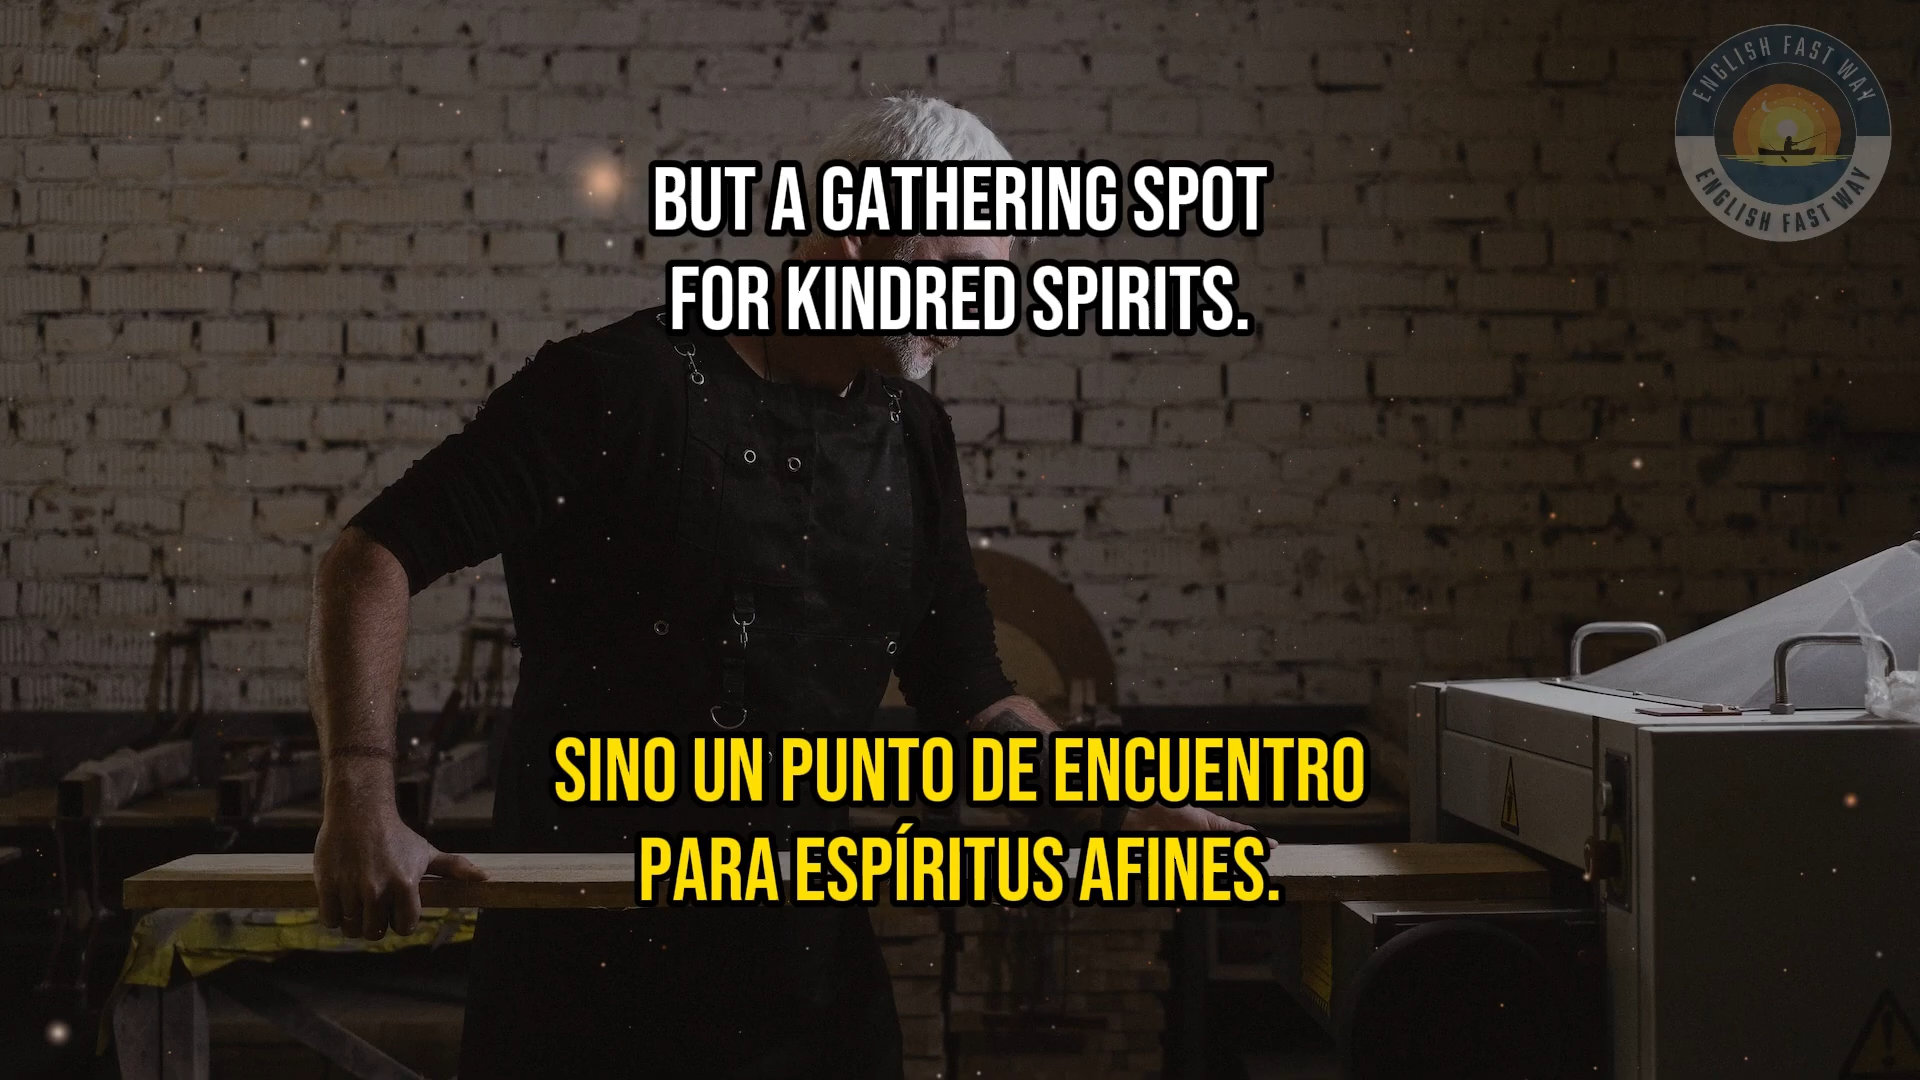 ENGLISH FAST WAY
BUT A GATHERING SPOT
FOR KINDRED SPIRITS.
ENGLISH FAST WAY
SINO UN PUNTO DE ENCUENTRO
PARA ESPÍRITUS AFINES.